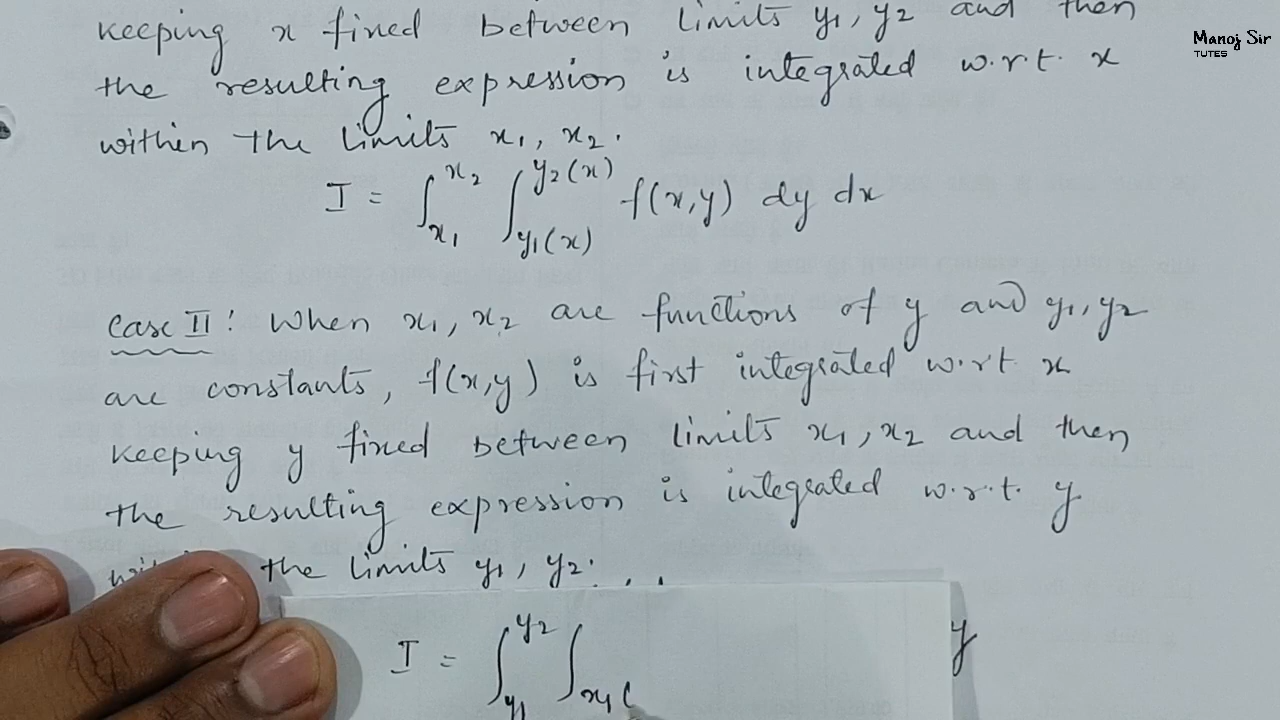 keeping x fixed between limits y₁, y₂ and then
Manoj Sir
TUTES
the resulting expression is integrated w.r.t. x
within the limits x₁, x₂.
I = ∫_{x₁}^{x₂} ∫_{y₁(x)}^{y₂(x)} f(x,y) dy dx
Case II: When x₁, x₂ are functions of y and y₁, y₂
are constants, f(x,y) is first integrated w.r.t. x
keeping y fixed between limits x₁, x₂ and then
the resulting expression is integrated w.r.t. y
the limits y₁, y₂.
I = ∫_{y₁}^{y₂} ∫_{x₁(
y